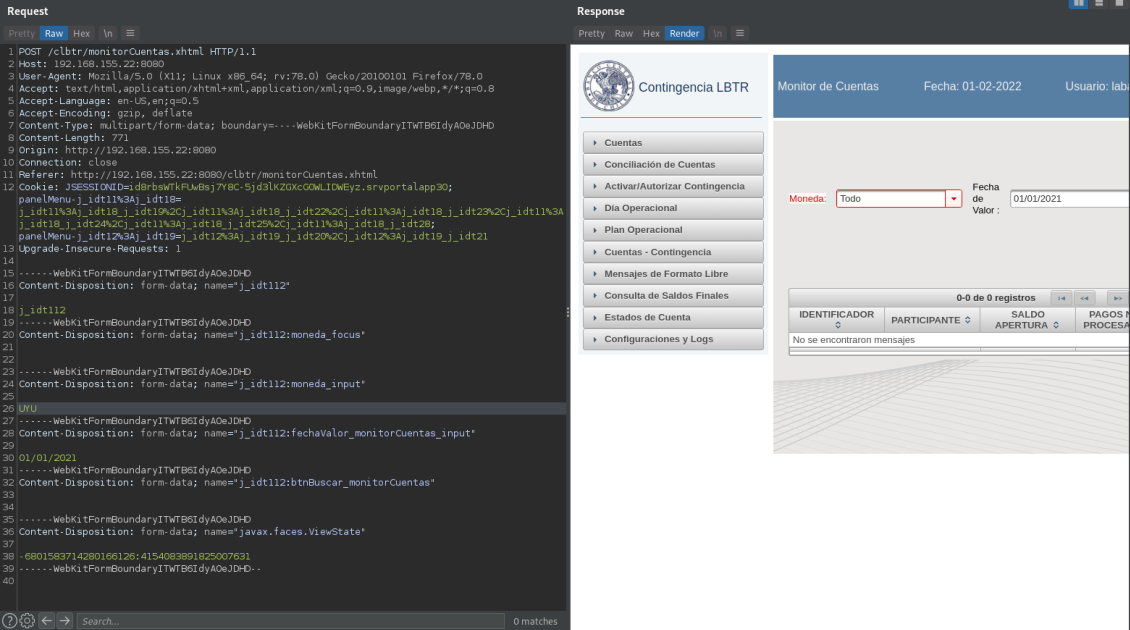 Request
Pretty Raw Hex \n
1 POST /clbtr/monitorCuentas.xhtml HTTP/1.1
2 Host: 192.168.155.22:8080
3 User-Agent: Mozilla/5.0 (X11; Linux x86_64; rv:78.0) Gecko/20100101 Firefox/78.0
4 Accept: text/html,application/xhtml+xml,application/xml;q=0.9,image/webp,*/*;q=0.8
5 Accept-Language: en-US,en;q=0.5
6 Accept-Encoding: gzip, deflate
7 Content-Type: multipart/form-data; boundary=----WebKitFormBoundaryITWTB6IdyAOeJDHD
8 Content-Length: 771
9 Origin: http://192.168.155.22:8080
10 Connection: close
11 Referer: http://192.168.155.22:8080/clbtr/monitorCuentas.xhtml
12 Cookie: JSESSIONID=id8rbsWTkFUwBsj7Y8C-5jd3lKZGXcGOWLIDWEyz.srvportalapp30;
panelMenu-j_idt11%3Aj_idt18=
j_idt11%3Aj_idt18_j_idt19%2Cj_idt11%3Aj_idt18_j_idt22%2Cj_idt11%3Aj_idt18_j_idt23%2Cj_idt11%3A
j_idt18_j_idt24%2Cj_idt11%3Aj_idt18_j_idt25%2Cj_idt11%3Aj_idt18_j_idt28;
panelMenu-j_idt12%3Aj_idt19=j_idt12%3Aj_idt19_j_idt20%2Cj_idt12%3Aj_idt19_j_idt21
13 Upgrade-Insecure-Requests: 1
14
15 ------WebKitFormBoundaryITWTB6IdyAOeJDHD
16 Content-Disposition: form-data; name="j_idt112"
17
18 j_idt112
19 ------WebKitFormBoundaryITWTB6IdyAOeJDHD
20 Content-Disposition: form-data; name="j_idt112:moneda_focus"
21
22
23 ------WebKitFormBoundaryITWTB6IdyAOeJDHD
24 Content-Disposition: form-data; name="j_idt112:moneda_input"
25
26 UYU
27 ------WebKitFormBoundaryITWTB6IdyAOeJDHD
28 Content-Disposition: form-data; name="j_idt112:fechaValor_monitorCuentas_input"
29
30 01/01/2021
31 ------WebKitFormBoundaryITWTB6IdyAOeJDHD
32 Content-Disposition: form-data; name="j_idt112:btnBuscar_monitorCuentas"
33
34
35 ------WebKitFormBoundaryITWTB6IdyAOeJDHD
36 Content-Disposition: form-data; name="javax.faces.ViewState"
37
38 -6801583714280166126:4154083891825007631
39 ------WebKitFormBoundaryITWTB6IdyAOeJDHD--
40
Search...
0 matches
Response
Pretty Raw Hex Render \n
Contingencia LBTR
Monitor de Cuentas Fecha: 01-02-2022 Usuario: laba
Cuentas
Conciliación de Cuentas
Activar/Autorizar Contingencia
Día Operacional
Plan Operacional
Cuentas - Contingencia
Mensajes de Formato Libre
Consulta de Saldos Finales
Estados de Cuenta
Configuraciones y Logs
Moneda: Todo
Fecha
de
Valor :
01/01/2021
0-0 de 0 registros
IDENTIFICADOR PARTICIPANTE SALDO
APERTURA
PAGOS N
PROCESA
No se encontraron mensajes